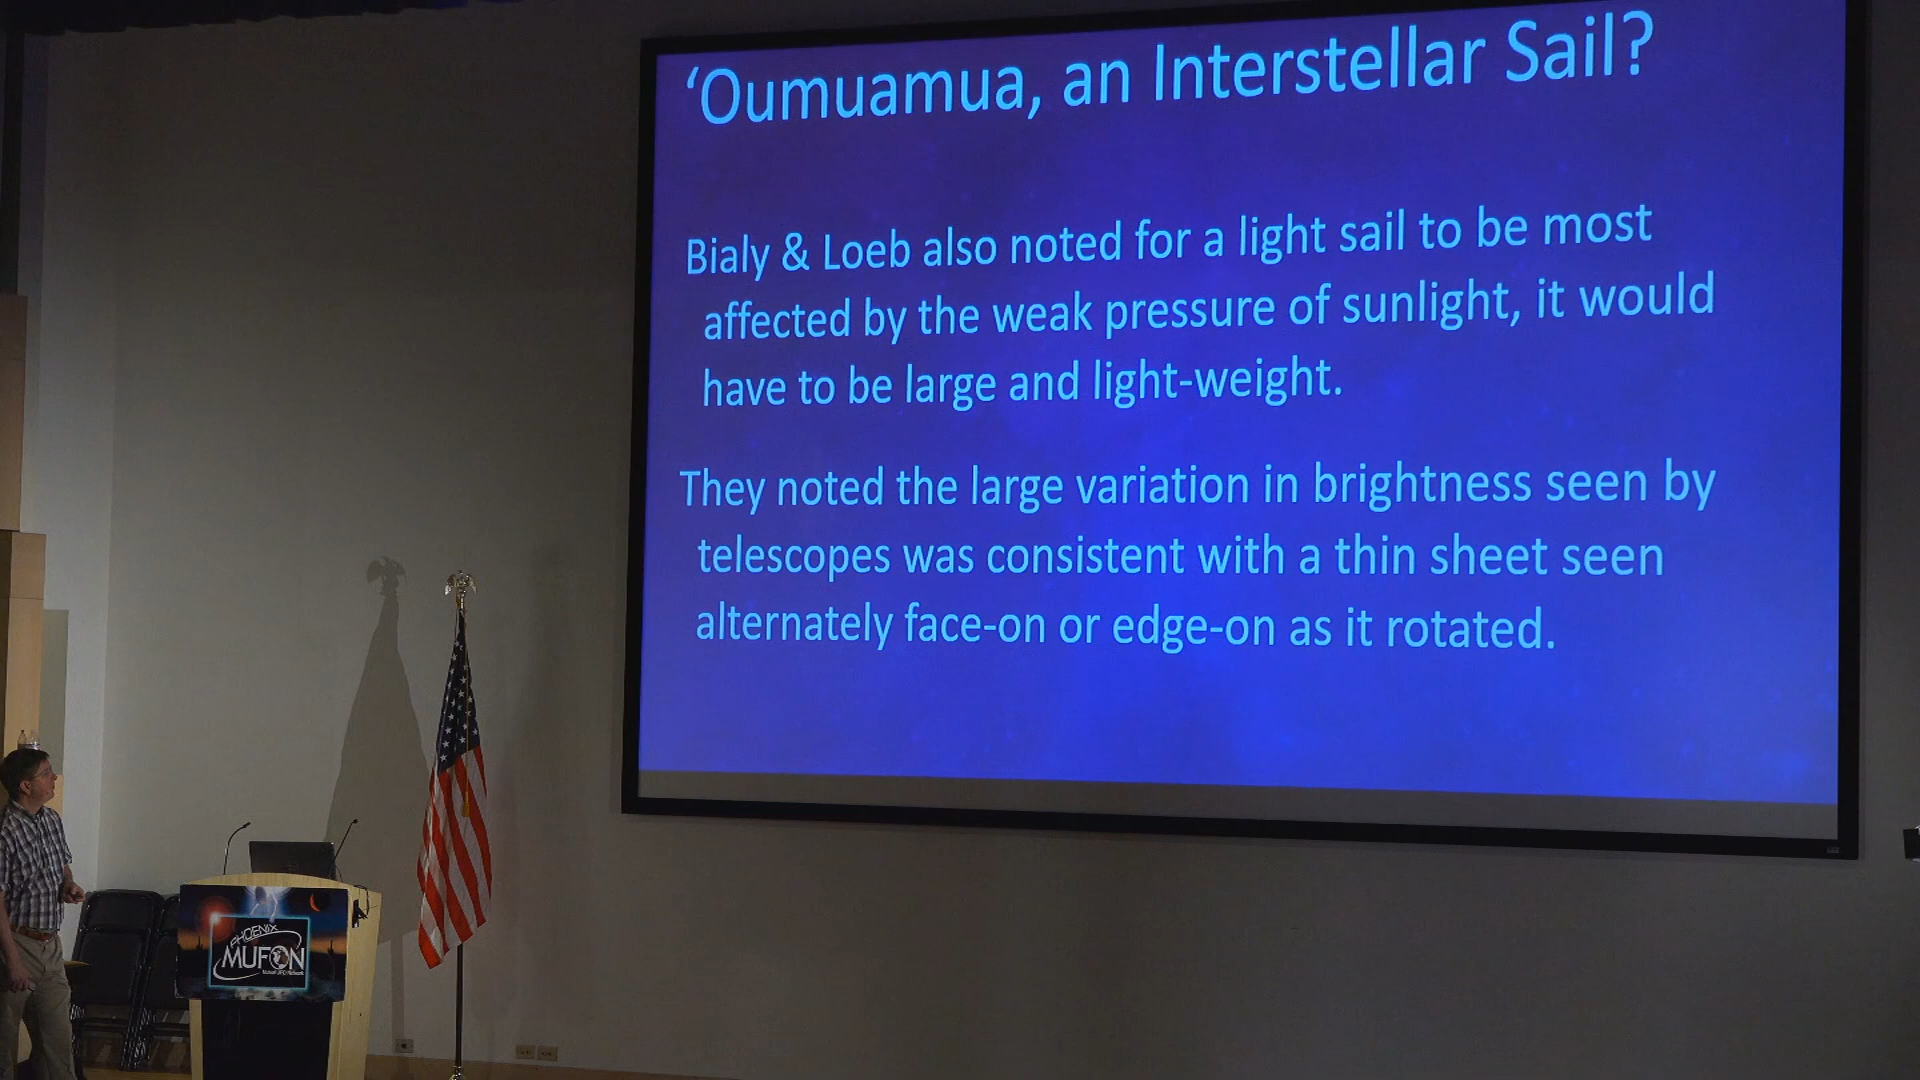 ‘Oumuamua, an Interstellar Sail?
Bialy & Loeb also noted for a light sail to be most
affected by the weak pressure of sunlight, it would
have to be large and light-weight.
They noted the large variation in brightness seen by
telescopes was consistent with a thin sheet seen
alternately face-on or edge-on as it rotated.
PHOENIX
MUFON
Mutual UFO Network